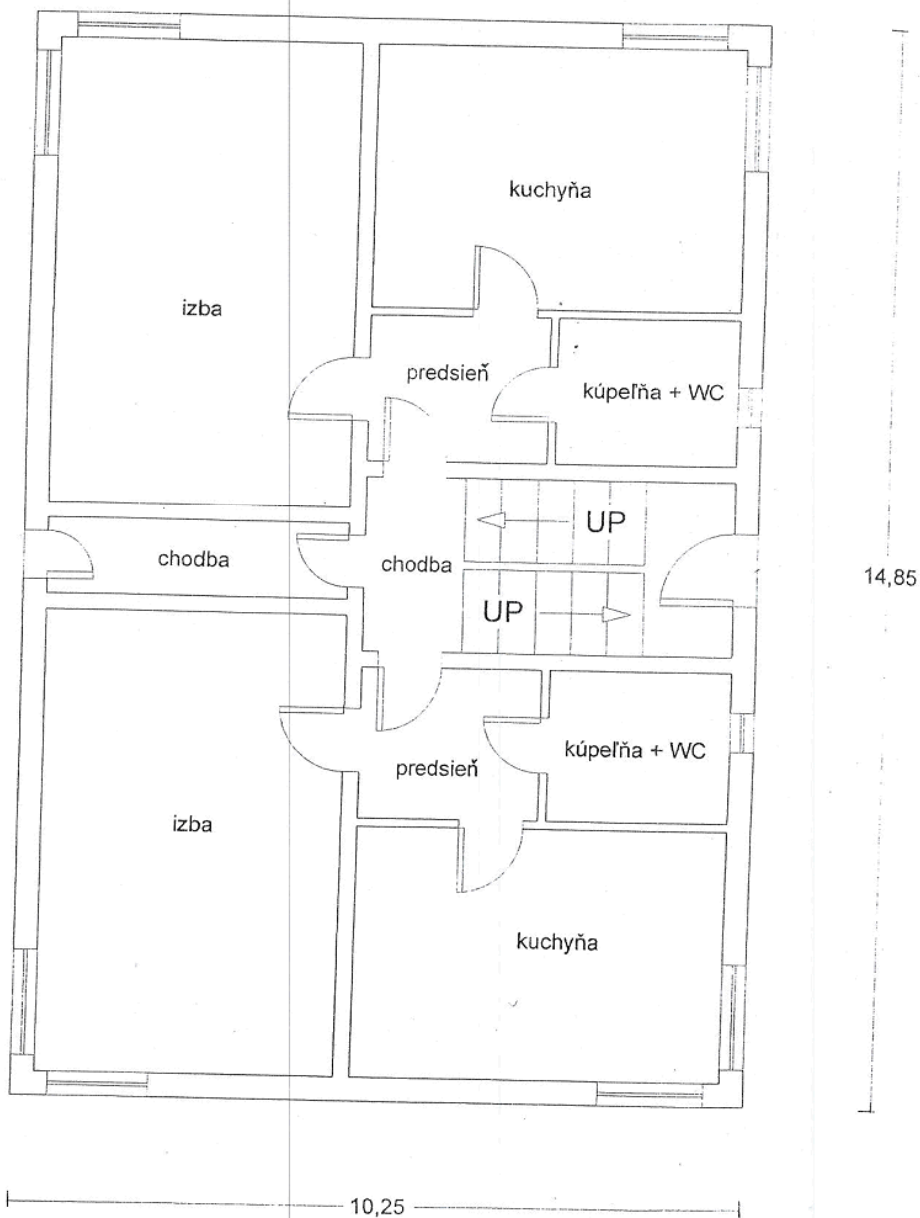 kuchyňa
izba
predsieň
kúpeľňa + WC
UP
chodba
chodba
14,85
UP
kúpeľňa + WC
predsieň
izba
kuchyňa
10,25